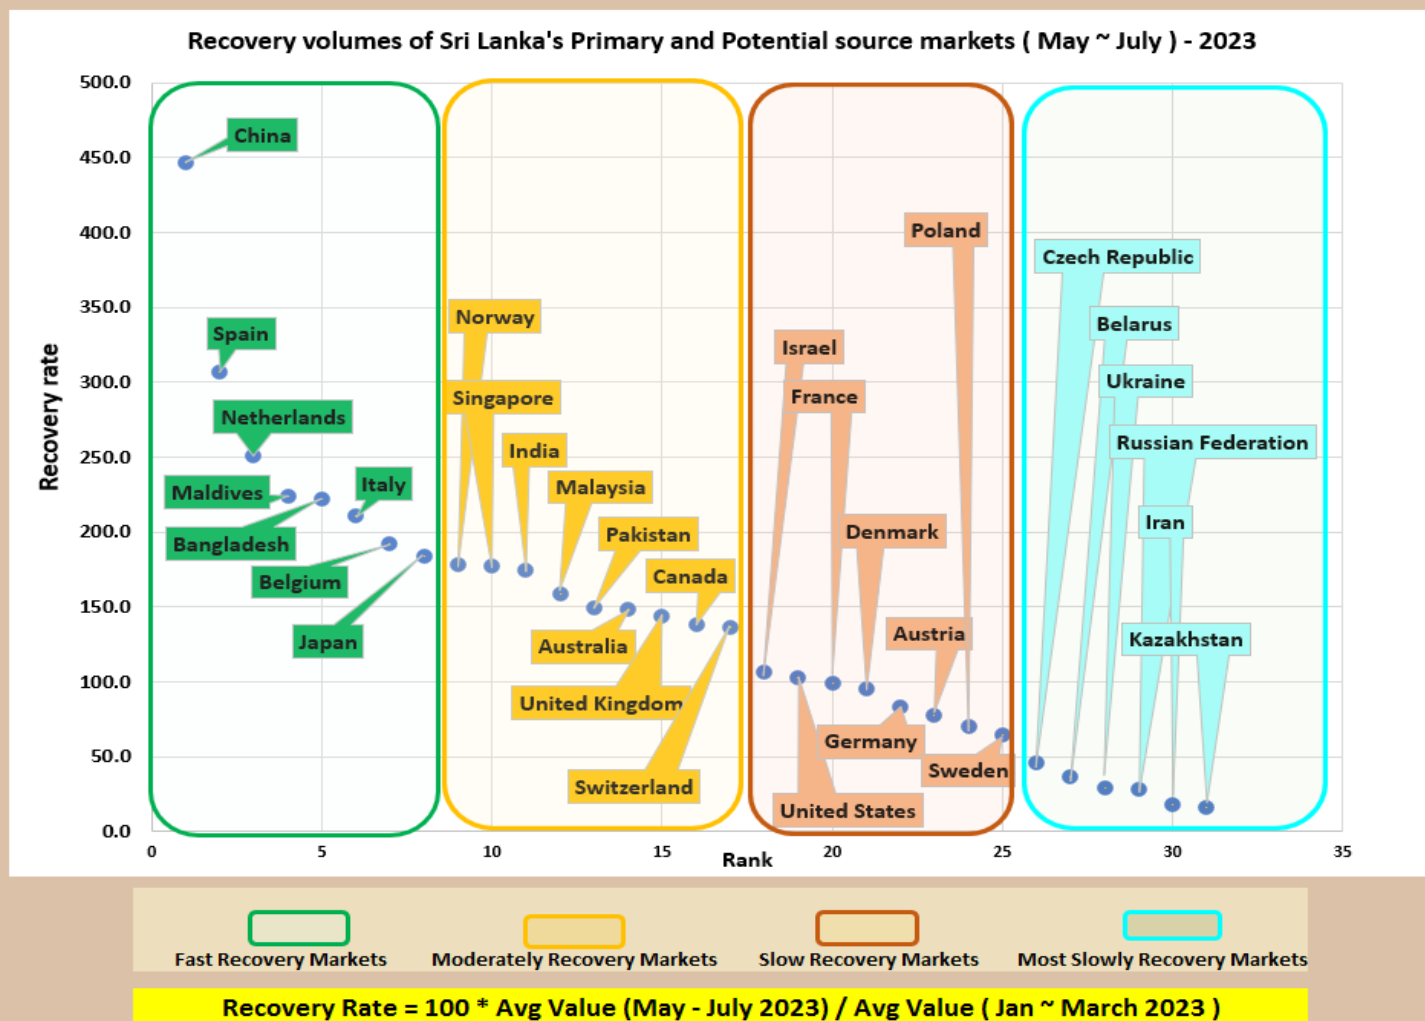 Recovery volumes of Sri Lanka's Primary and Potential source markets ( May ~ July ) - 2023
Recovery rate
500.0
450.0
400.0
350.0
300.0
250.0
200.0
150.0
100.0
50.0
0.0
China
Spain
Netherlands
Maldives
Italy
Bangladesh
Belgium
Japan
Norway
Singapore
India
Malaysia
Pakistan
Canada
Australia
United Kingdom
Switzerland
Poland
Israel
France
Denmark
Austria
Germany
Sweden
United States
Czech Republic
Belarus
Ukraine
Russian Federation
Iran
Kazakhstan
0 5 10 15 20 25 30 35
Rank
Fast Recovery Markets Moderately Recovery Markets Slow Recovery Markets Most Slowly Recovery Markets
Recovery Rate = 100 * Avg Value (May - July 2023) / Avg Value ( Jan ~ March 2023 )